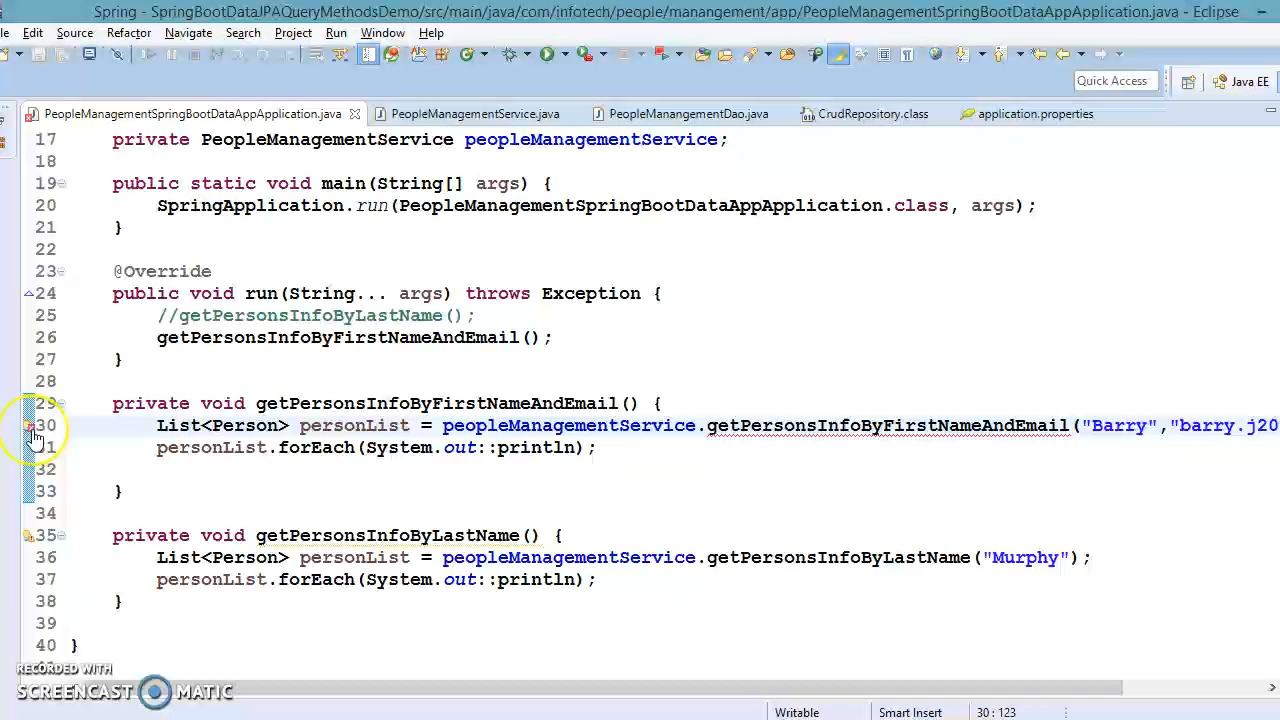 Spring - SpringBootDataJPAQueryMethodsDemo/src/main/java/com/infotech/people/mangement/app/PeopleManagementSpringBootDataAppApplication.java - Eclipse
Edit Source Refactor Navigate Search Project Run Window Help
Quick Access Java EE
PeopleManagementSpringBootDataAppApplication.java PeopleManagementService.java PeopleManangementDao.java CrudRepository.class application.properties
17 private PeopleManagementService peopleManagementService;
18
19 public static void main(String[] args) {
20 SpringApplication.run(PeopleManagementSpringBootDataAppApplication.class, args);
21 }
22
23 @Override
24 public void run(String... args) throws Exception {
25 //getPersonsInfoByLastName();
26 getPersonsInfoByFirstNameAndEmail();
27 }
28
29 private void getPersonsInfoByFirstNameAndEmail() {
30 List<Person> personList = peopleManagementService.getPersonsInfoByFirstNameAndEmail("Barry","barry.j20
31 personList.forEach(System.out::println);
32
33 }
34
35 private void getPersonsInfoByLastName() {
36 List<Person> personList = peopleManagementService.getPersonsInfoByLastName("Murphy");
37 personList.forEach(System.out::println);
38 }
39
40 }
RECORDED WITH
SCREENCAST MATIC
Writable Smart Insert 30 : 123